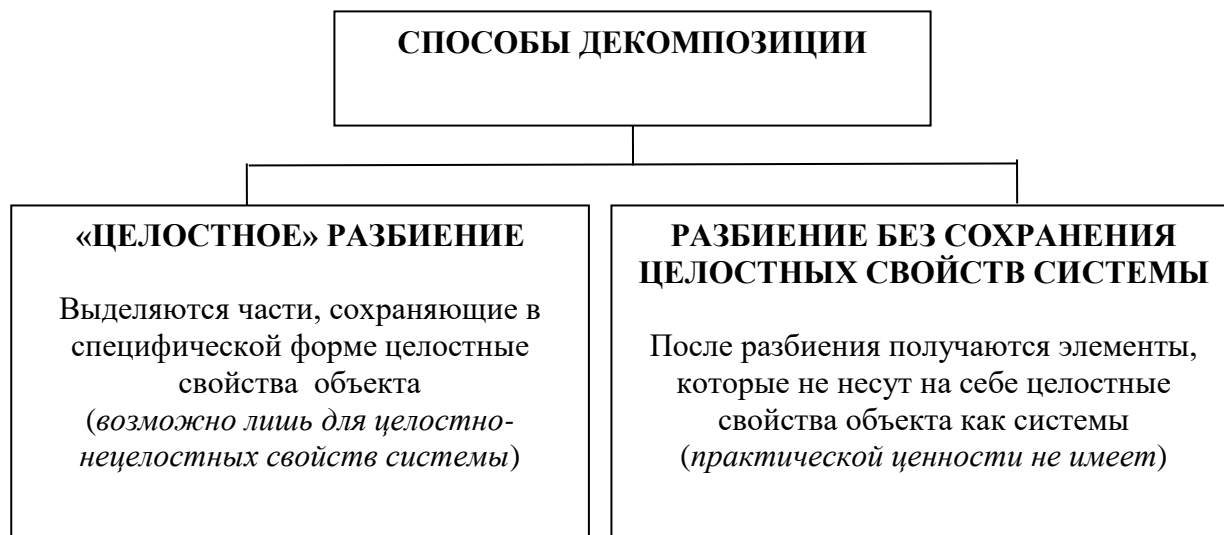 СПОСОБЫ ДЕКОМПОЗИЦИИ
«ЦЕЛОСТНОЕ» РАЗБИЕНИЕ
Выделяются части, сохраняющие в
специфической форме целостные
свойства объекта
(возможно лишь для целостно-
нецелостных свойств системы)
РАЗБИЕНИЕ БЕЗ СОХРАНЕНИЯ
ЦЕЛОСТНЫХ СВОЙСТВ СИСТЕМЫ
После разбиения получаются элементы,
которые не несут на себе целостные
свойства объекта как системы
(практической ценности не имеет)